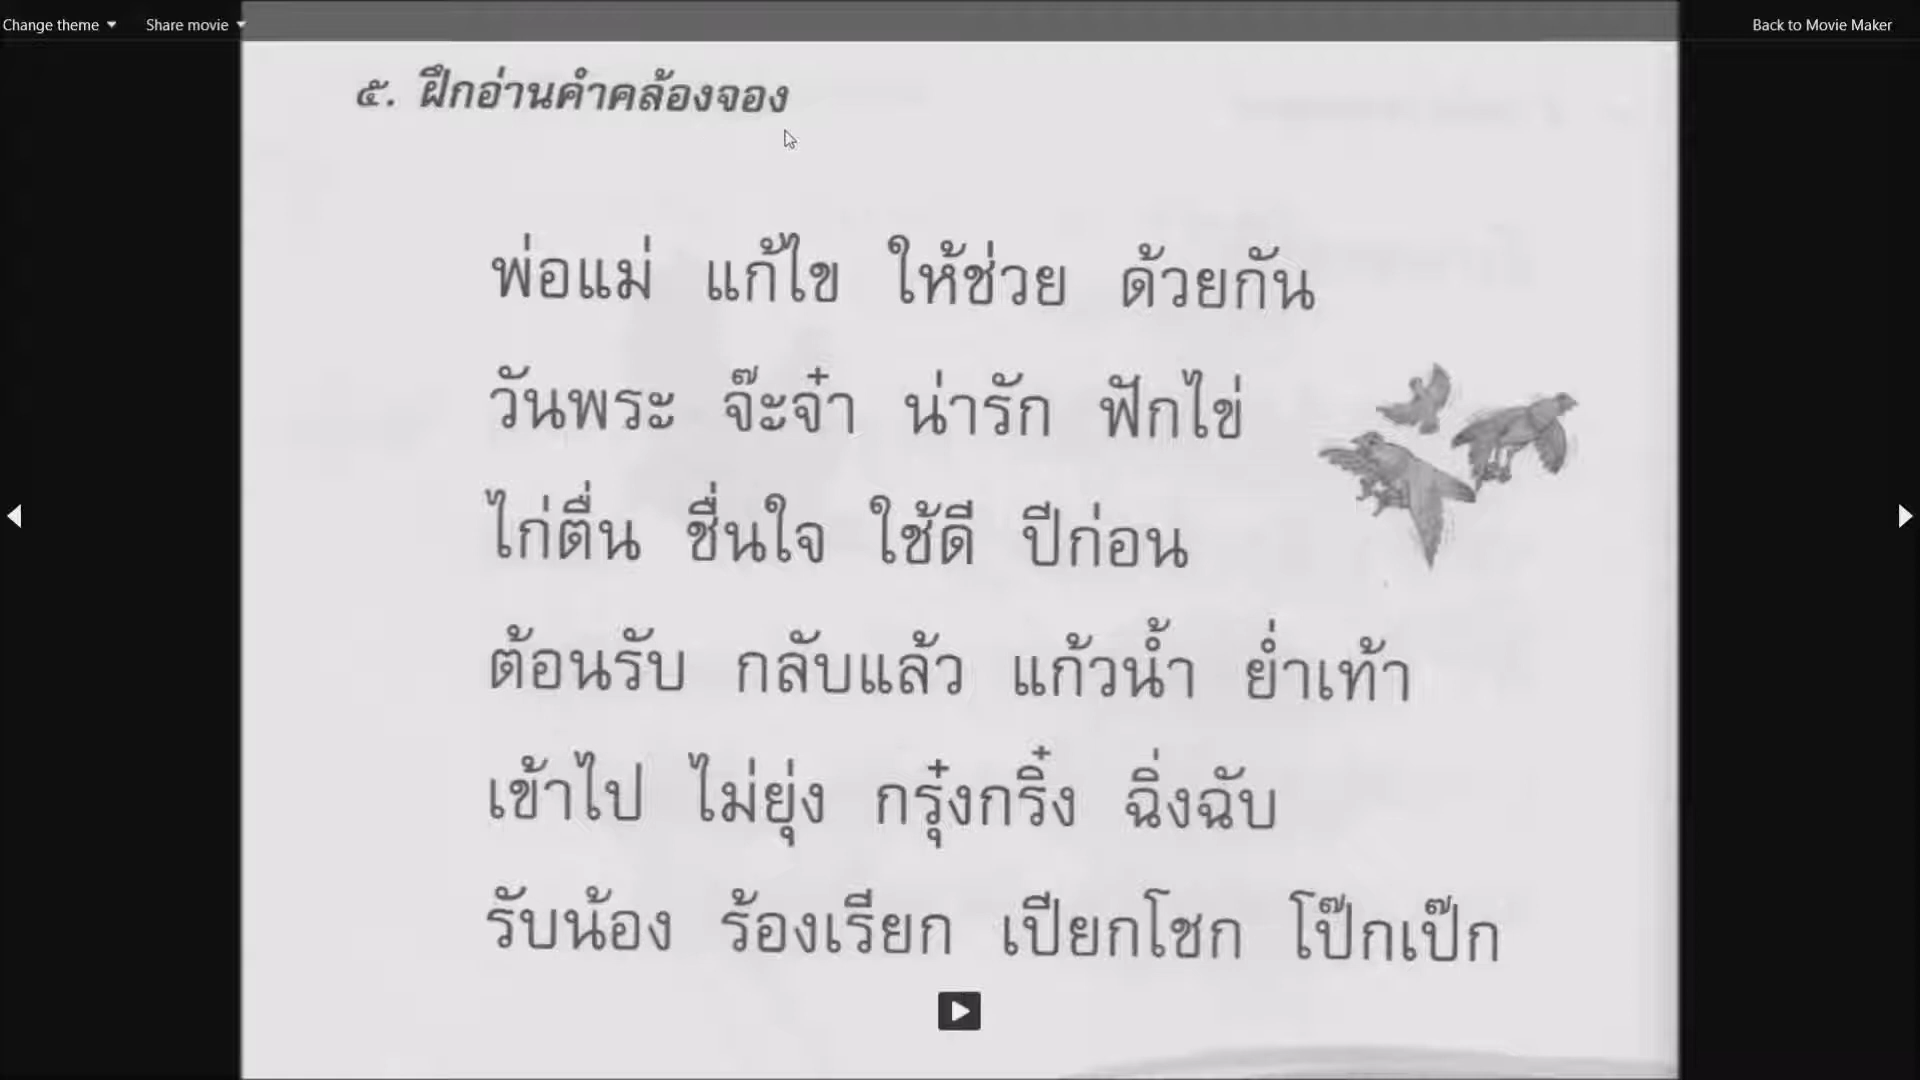 Change theme Share movie Back to Movie Maker
๕. ฝึกอ่านคำคล้องจอง
พ่อแม่ แก้ไข ให้ช่วย ด้วยกัน
วันพระ จ๊ะจ๋า น่ารัก ฟักไข่
ไก่ตื่น ชื่นใจ ใช้ดี ปีก่อน
ต้อนรับ กลับแล้ว แก้วน้ำ ย่ำเท้า
เข้าไป ไม่ยุ่ง กรุ๋งกริ๋ง ฉิ่งฉับ
รับน้อง ร้องเรียก เปียกโชก โป๊กเป๊ก